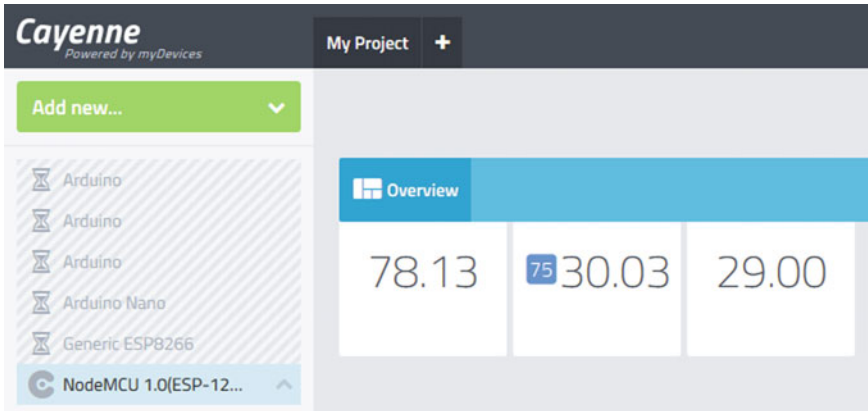 Cayenne
Powered by myDevices
My Project +
Add new...
Arduino
Arduino
Arduino
Arduino Nano
Generic ESP8266
NodeMCU 1.0(ESP-12...
Overview
78.13
75 30.03
29.00